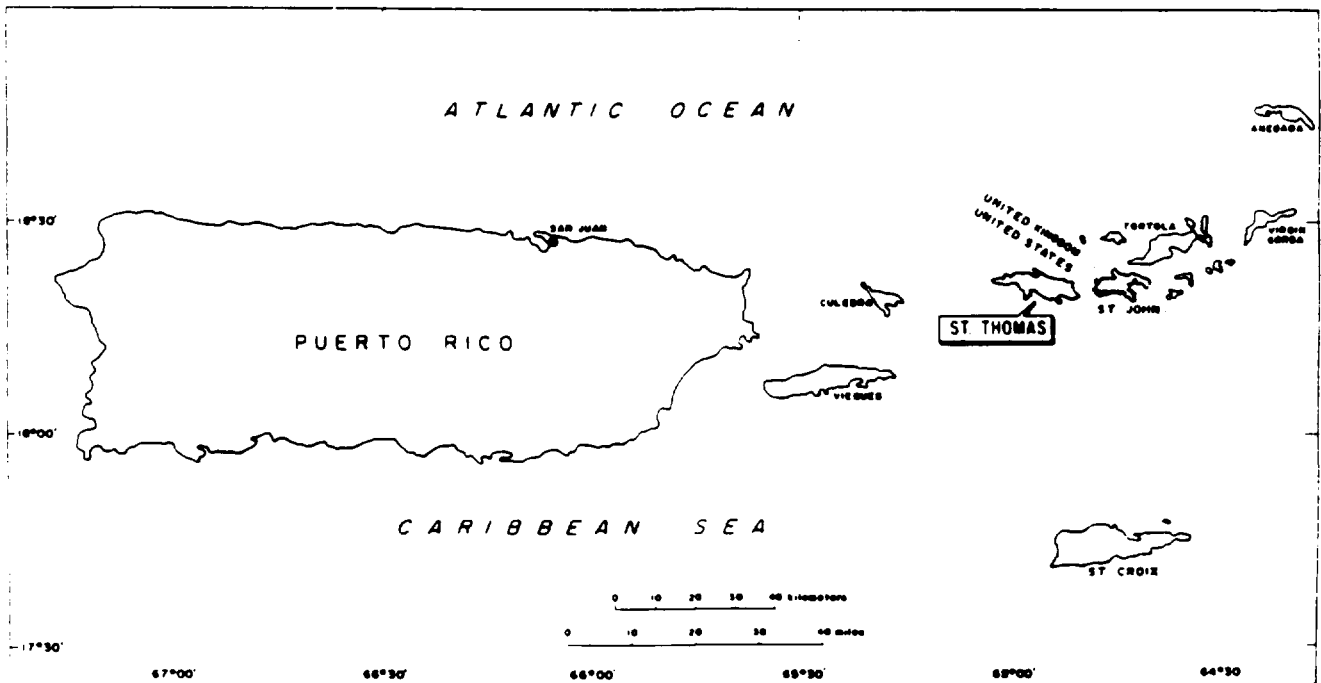 ATLANTIC OCEAN
ANEGADA
18°30'
SAN JUAN
UNITED KINGDOM
UNITED STATES
TORTOLA
VIRGIN
GORDA
CULEBRA
ST. JOHN
ST. THOMAS
PUERTO RICO
VIEQUES
18°00'
CARIBBEAN SEA
ST CROIX
0 10 20 30 40 kilometers
0 10 20 30 40 miles
17°30'
67°00' 66°30' 66°00' 65°30' 65°00' 64°30'